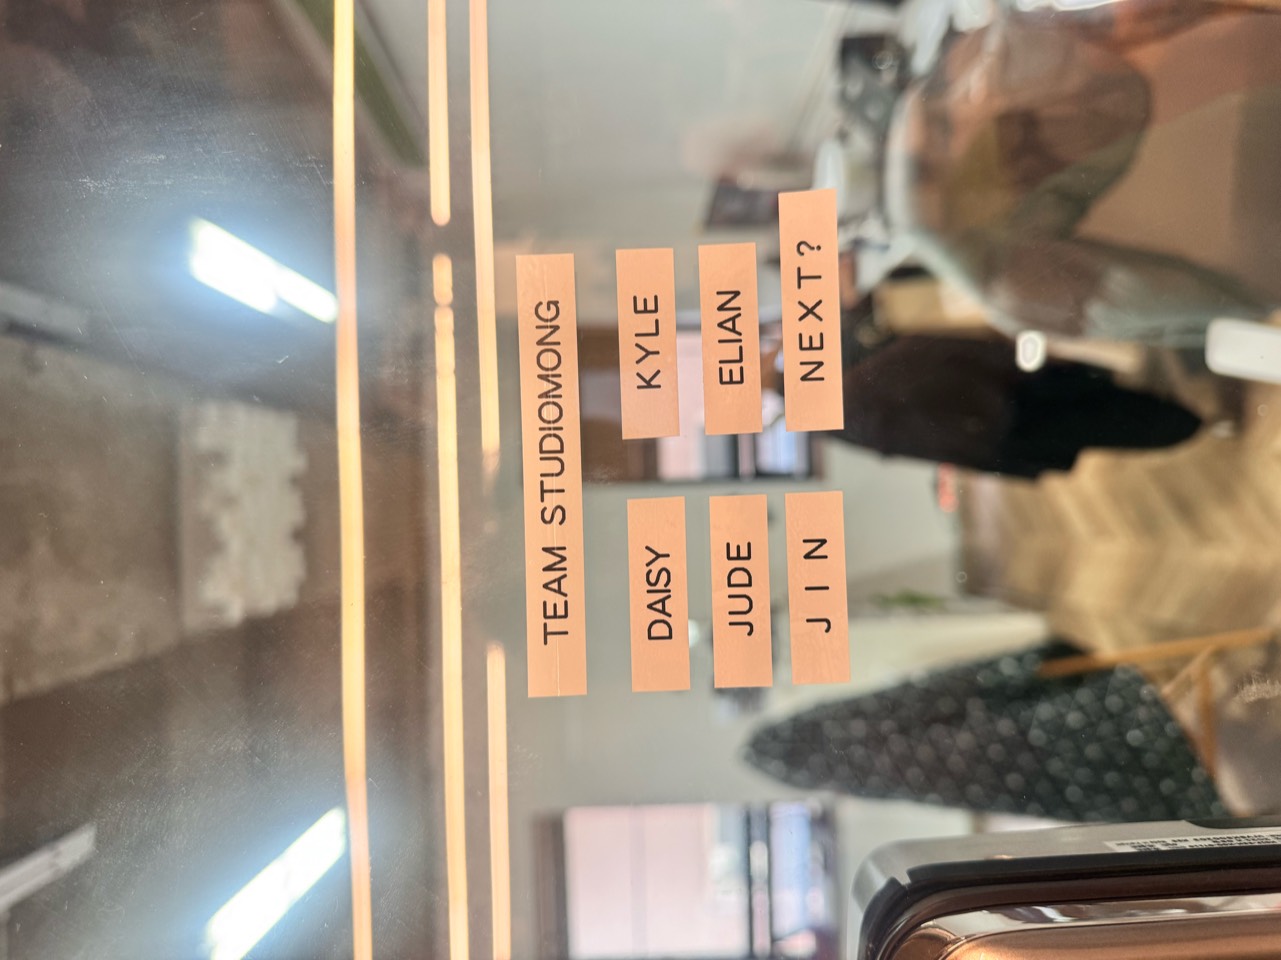 TEAM STUDIOMONG
DAISY KYLE
JUDE ELIAN
JIN NEXT?